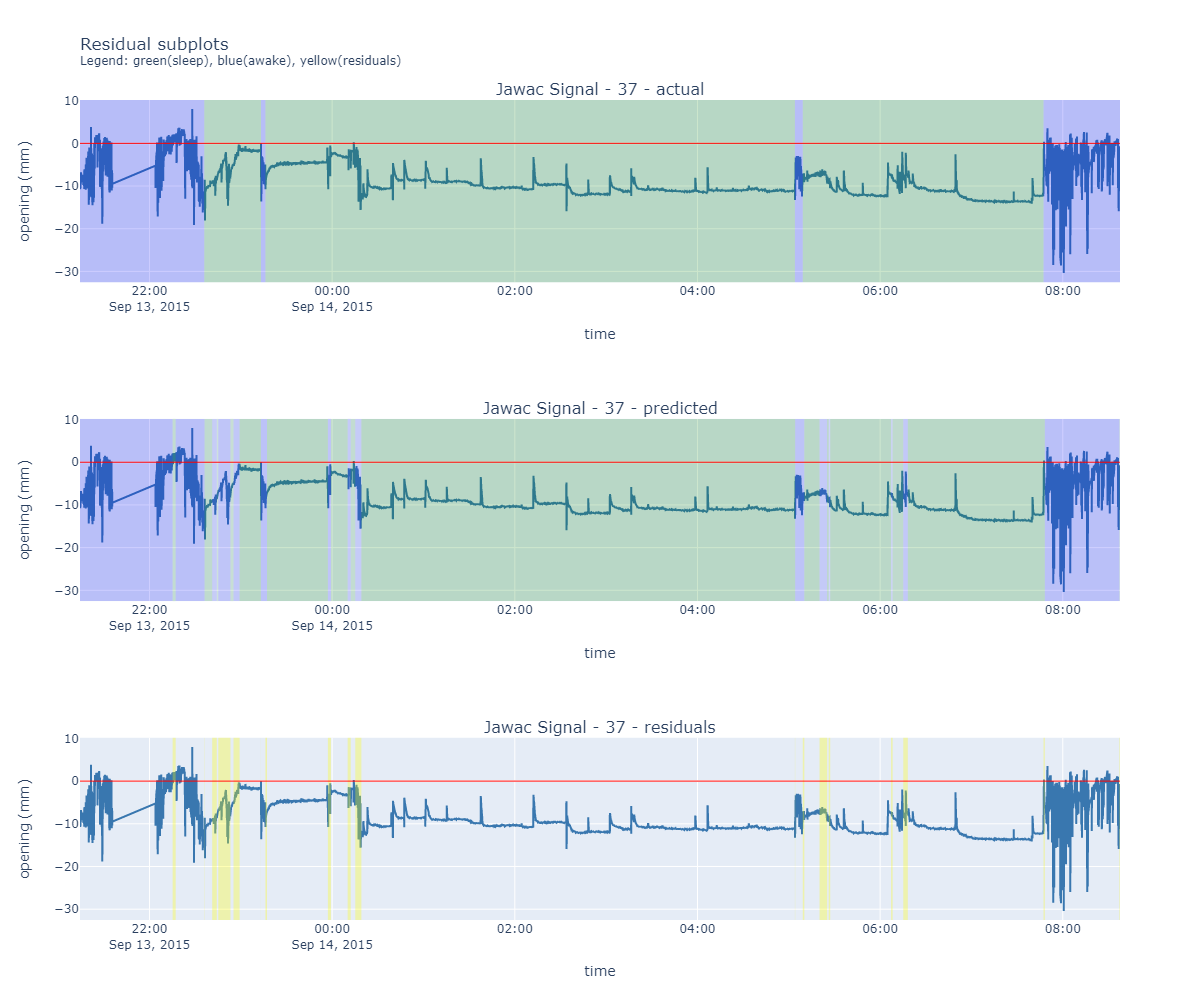 Residual subplots
Legend: green(sleep), blue(awake), yellow(residuals)
Jawac Signal - 37 - actual
10
0
−10
−20
−30
opening (mm)
22:00
Sep 13, 2015
00:00
Sep 14, 2015
02:00
04:00
06:00
08:00
time
Jawac Signal - 37 - predicted
10
0
−10
−20
−30
opening (mm)
22:00
Sep 13, 2015
00:00
Sep 14, 2015
02:00
04:00
06:00
08:00
time
Jawac Signal - 37 - residuals
10
0
−10
−20
−30
opening (mm)
22:00
Sep 13, 2015
00:00
Sep 14, 2015
02:00
04:00
06:00
08:00
time